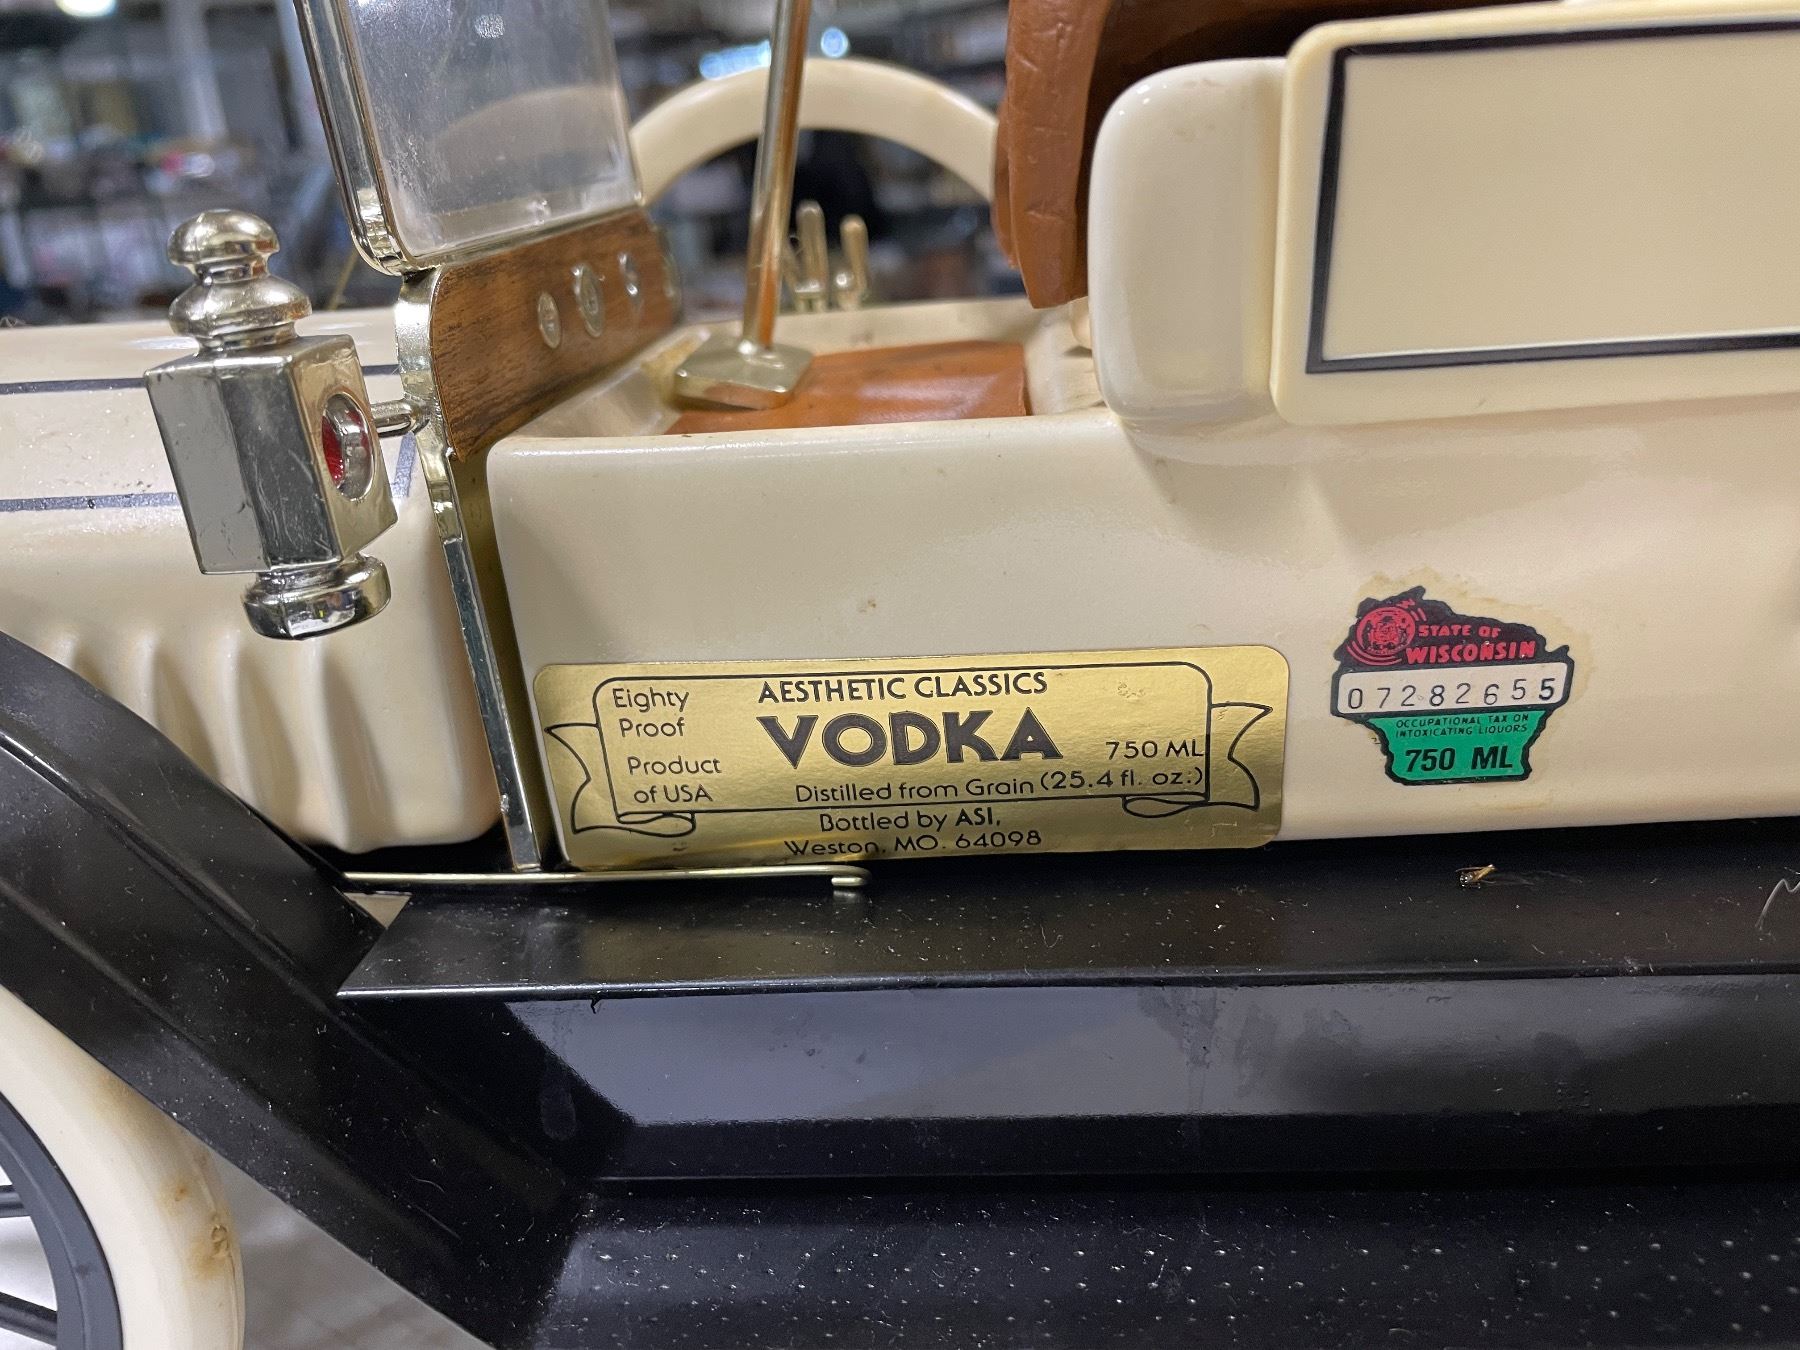 Eighty
Proof
Product
of USA
AESTHETIC CLASSICS
VODKA
750 ML
Distilled from Grain (25.4 fl. oz.)
Bottled by ASI,
Weston, MO. 64098
STATE OF
WISCONSIN
07282655
OCCUPATIONAL TAX ON
INTOXICATING LIQUORS
750 ML